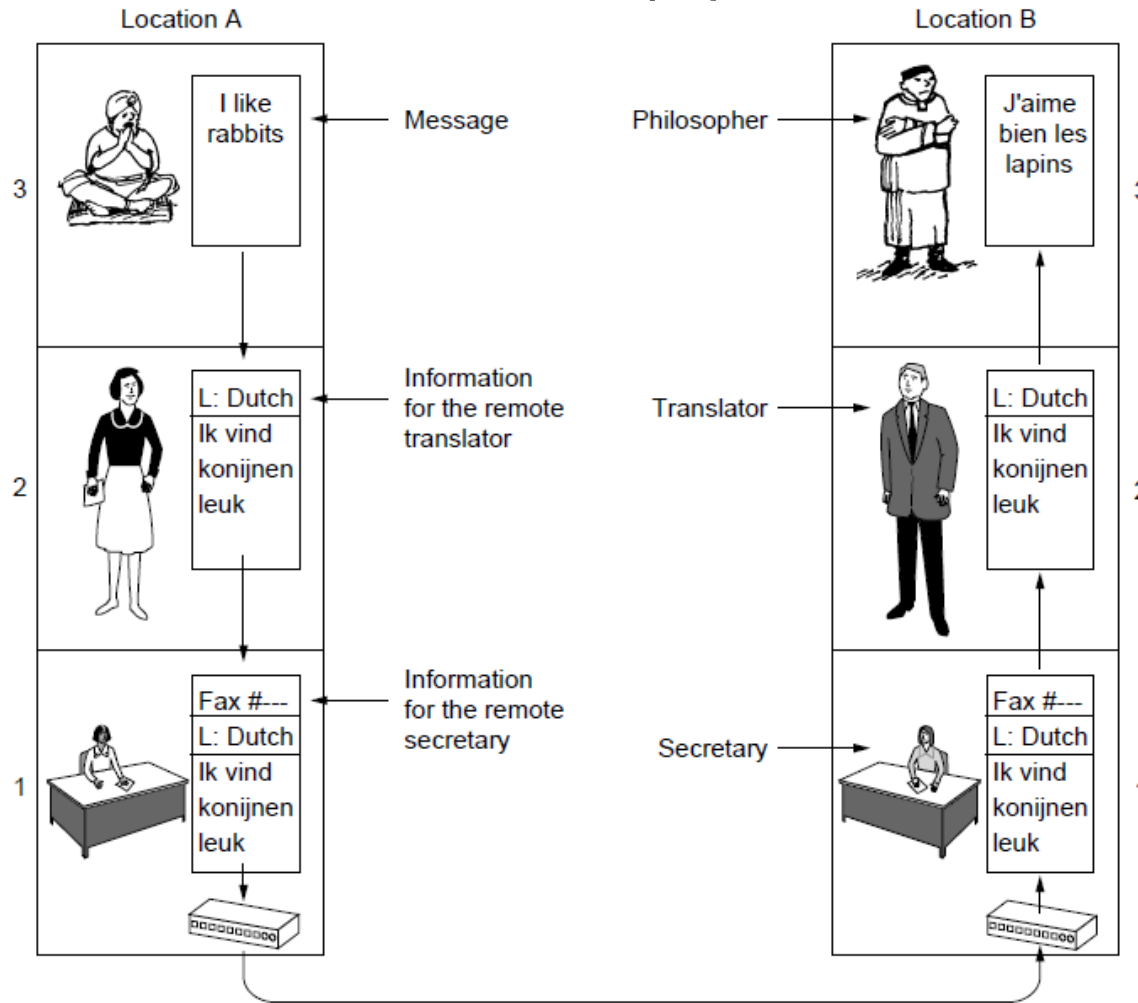 Location A
Location B
I like
rabbits
Message
Philosopher
J'aime
bien les
lapins
3
3
L: Dutch
Ik vind
konijnen
leuk
Information
for the remote
translator
Translator
L: Dutch
Ik vind
konijnen
leuk
2
2
Fax #---
L: Dutch
Ik vind
konijnen
leuk
Information
for the remote
secretary
Secretary
Fax #---
L: Dutch
Ik vind
konijnen
leuk
1